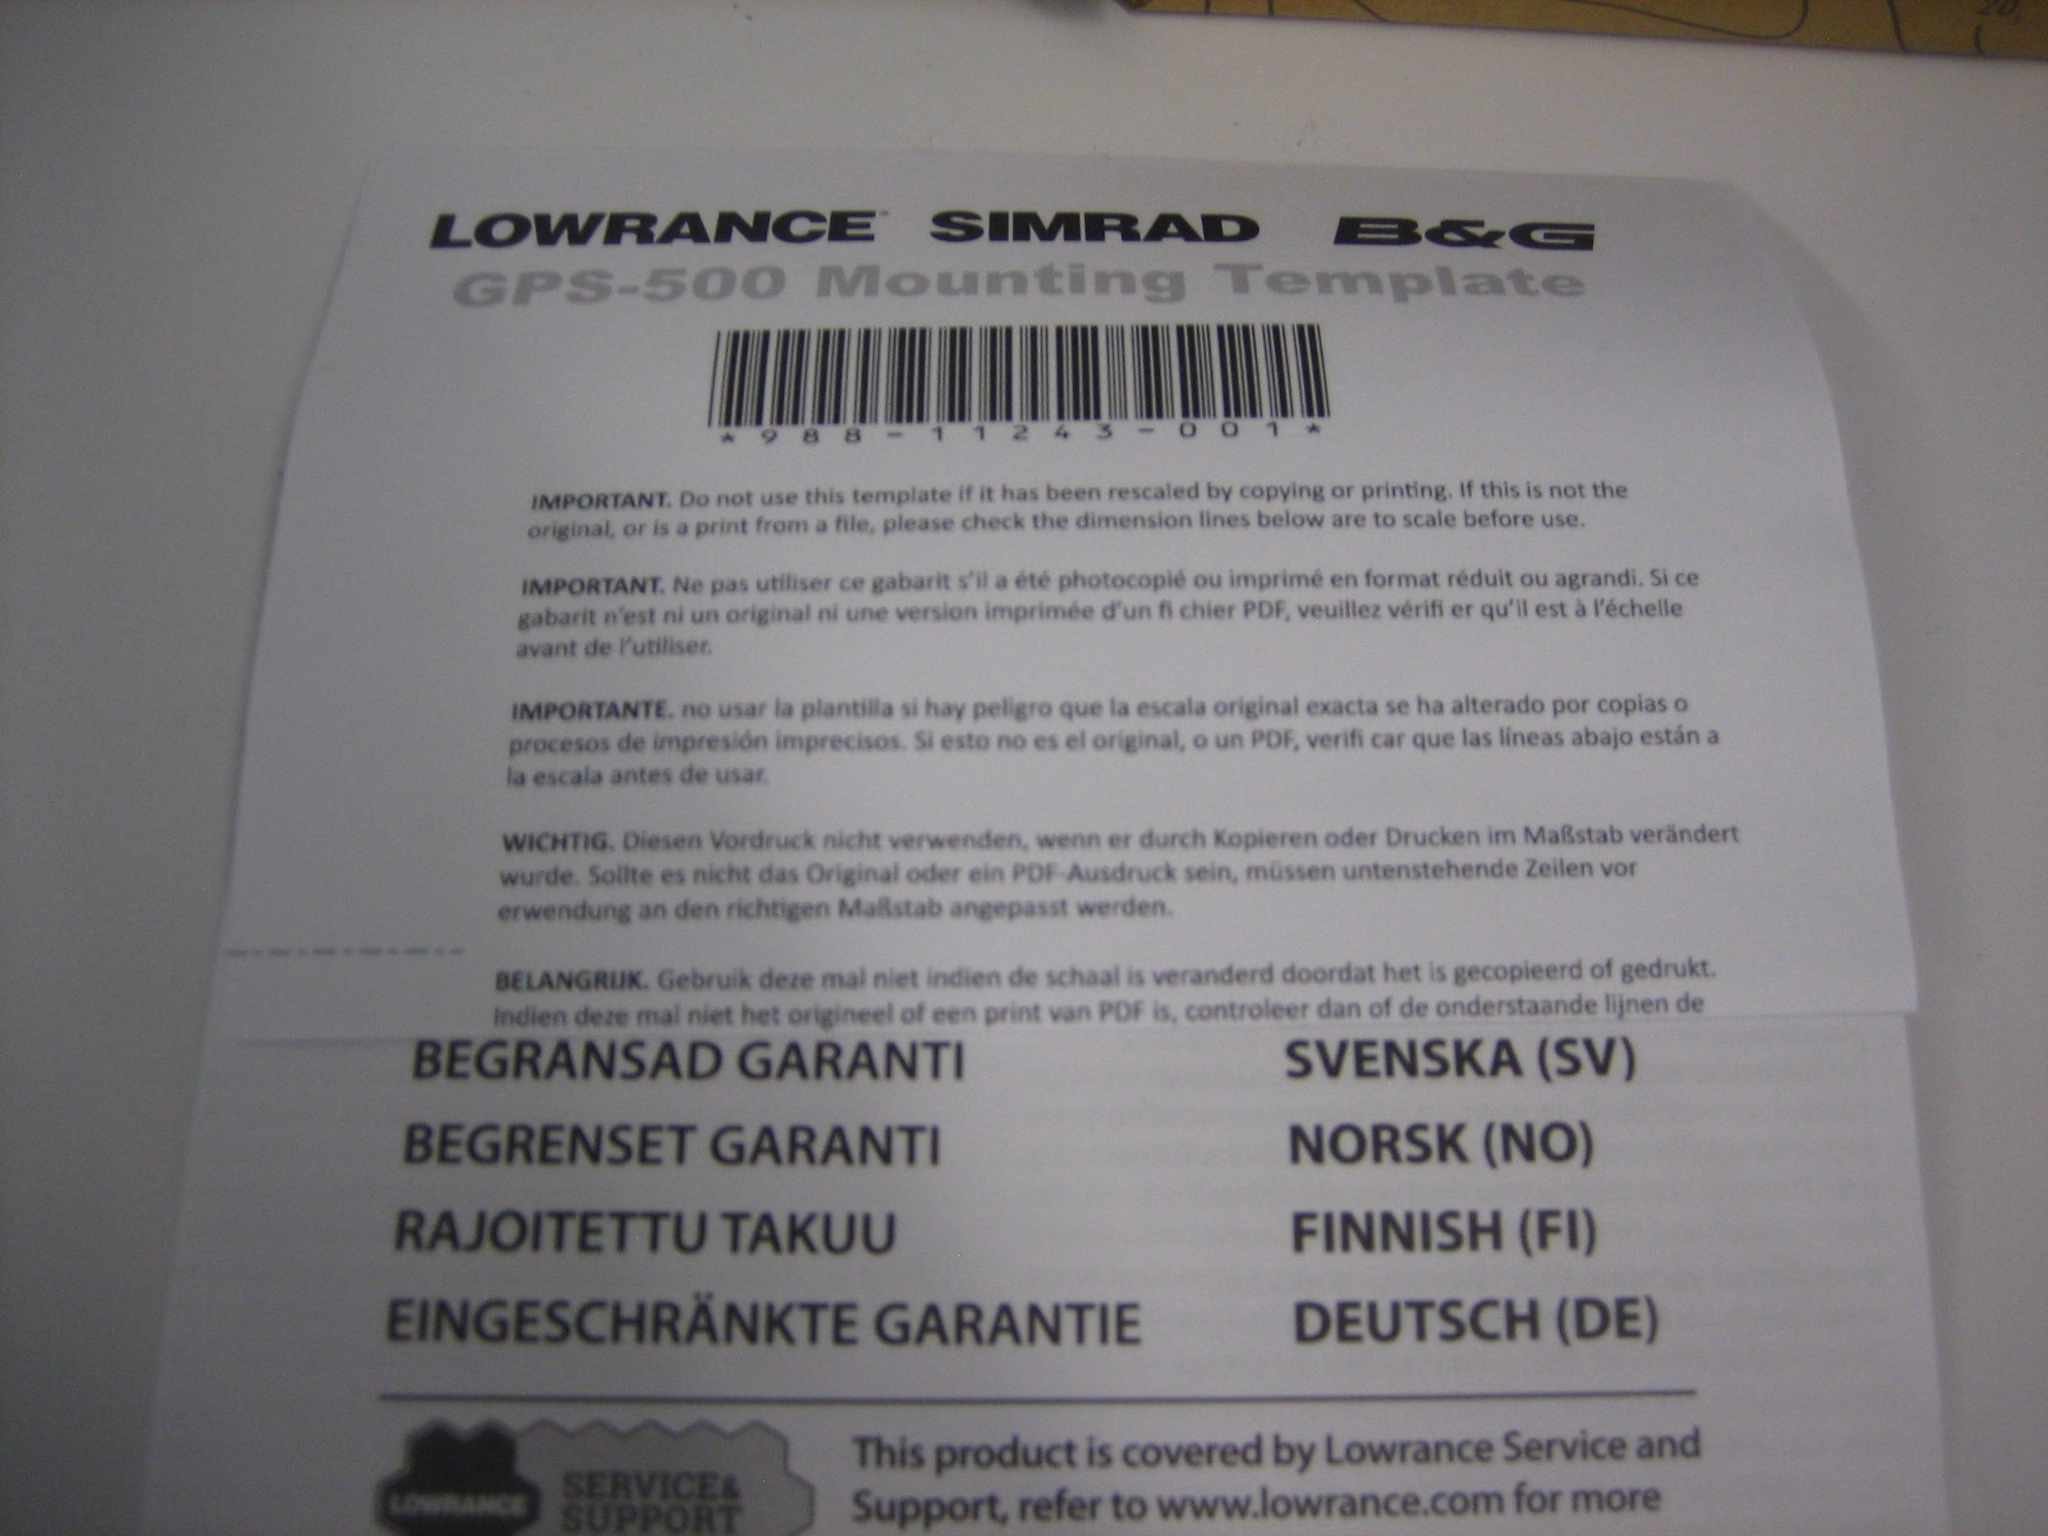 LOWRANCE SIMRAD B&G
GPS-500 Mounting Template
*988-11243-001*
IMPORTANT. Do not use this template if it has been rescaled by copying or printing. If this is not the
original, or is a print from a file, please check the dimension lines below are to scale before use.
IMPORTANT. Ne pas utiliser ce gabarit s'il a été photocopié ou imprimé en format réduit ou agrandi. Si ce
gabarit n'est ni un original ni une version imprimée d'un fi chier PDF, veuillez vérifi er qu'il est à l'échelle
avant de l'utiliser.
IMPORTANTE. no usar la plantilla si hay peligro que la escala original exacta se ha alterado por copias o
procesos de impresión imprecisos. Si esto no es el original, o un PDF, verifi car que las líneas abajo están a
la escala antes de usar.
WICHTIG. Diesen Vordruck nicht verwenden, wenn er durch Kopieren oder Drucken im Maßstab verändert
wurde. Sollte es nicht das Original oder ein PDF-Ausdruck sein, müssen untenstehende Zeilen vor
erwendung an den richtigen Maßstab angepasst werden.
BELANGRIJK. Gebruik deze mal niet indien de schaal is veranderd doordat het is gecopieerd of gedrukt.
Indien deze mal niet het origineel of een print van PDF is, controleer dan of de onderstaande lijnen de
BEGRANSAD GARANTI SVENSKA (SV)
BEGRENSET GARANTI NORSK (NO)
RAJOITETTU TAKUU FINNISH (FI)
EINGESCHRÄNKTE GARANTIE DEUTSCH (DE)
LOWRANCE
SERVICE&
SUPPORT
This product is covered by Lowrance Service and
Support, refer to www.lowrance.com for more